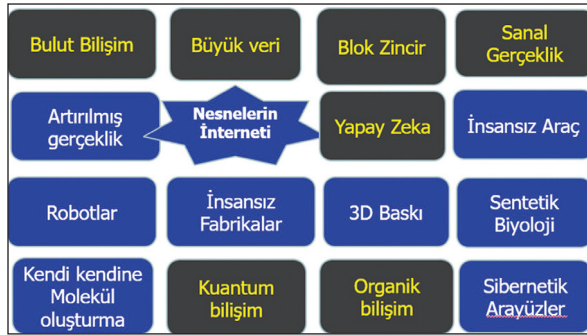 Bulut Bilişim
Büyük veri
Blok Zincir
Sanal
Gerçeklik
Artırılmış
gerçeklik
Nesnelerin
İnterneti
Yapay Zeka
İnsansız Araç
Robotlar
İnsansız
Fabrikalar
3D Baskı
Sentetik
Biyoloji
Kendi kendine
Molekül
oluşturma
Kuantum
bilişim
Organik
bilişim
Sibernetik
Arayüzler